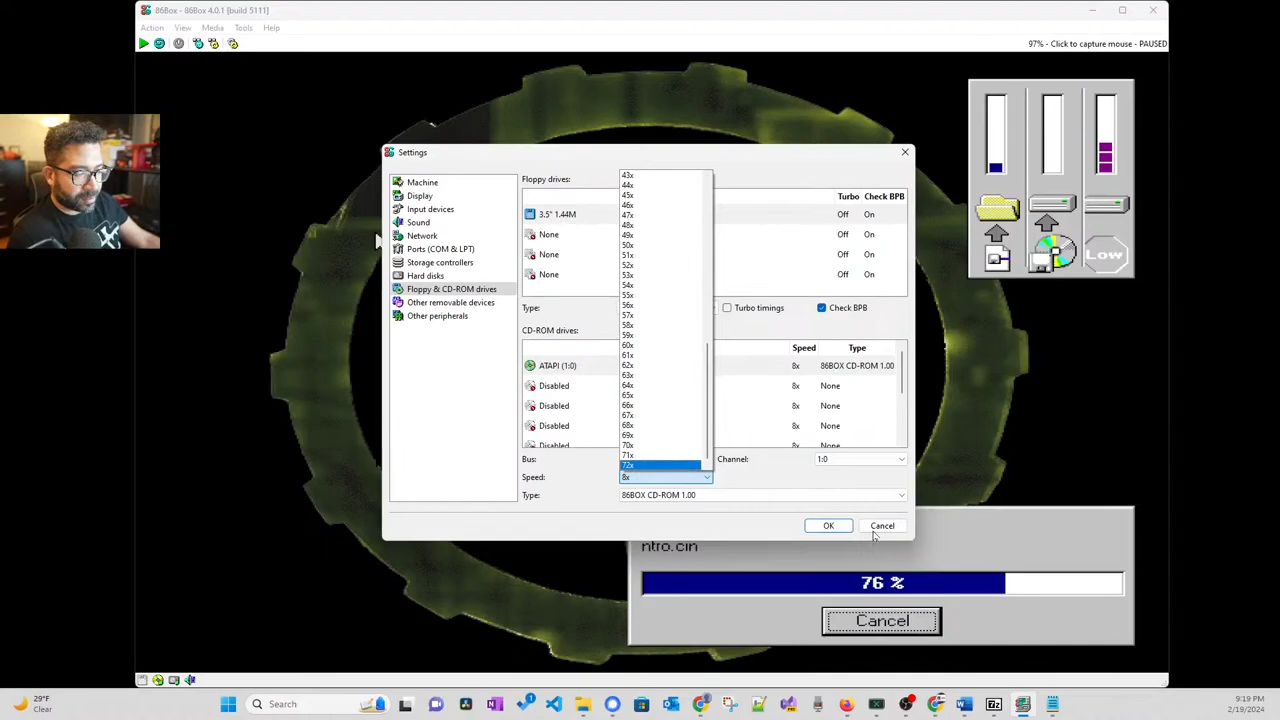 86Box - 86Box 4.0.1 [build 5111]
Action View Media Tools Help
97% - Click to capture mouse - PAUSED
Settings
Machine
Display
Input devices
Sound
Network
Ports (COM & LPT)
Storage controllers
Hard disks
Floppy & CD-ROM drives
Other removable devices
Other peripherals
Floppy drives:
Turbo Check BPB
3.5" 1.44M Off On
None Off On
None Off On
None Off On
Type: Turbo timings Check BPB
CD-ROM drives:
Speed Type
ATAPI (1:0) 8x 86BOX CD-ROM 1.00
Disabled 8x None
Disabled 8x None
Disabled 8x None
Disabled 8x None
Bus: Channel: 1:0
Speed: 8x
Type: 86BOX CD-ROM 1.00
43x
44x
45x
46x
47x
48x
49x
50x
51x
52x
53x
54x
55x
56x
57x
58x
59x
60x
61x
62x
63x
64x
65x
66x
67x
68x
69x
70x
71x
72x
OK Cancel
Low
ntro.cin
76 %
Cancel
29°F
Clear
Search
1
Zz
9:19 PM
2/19/2024